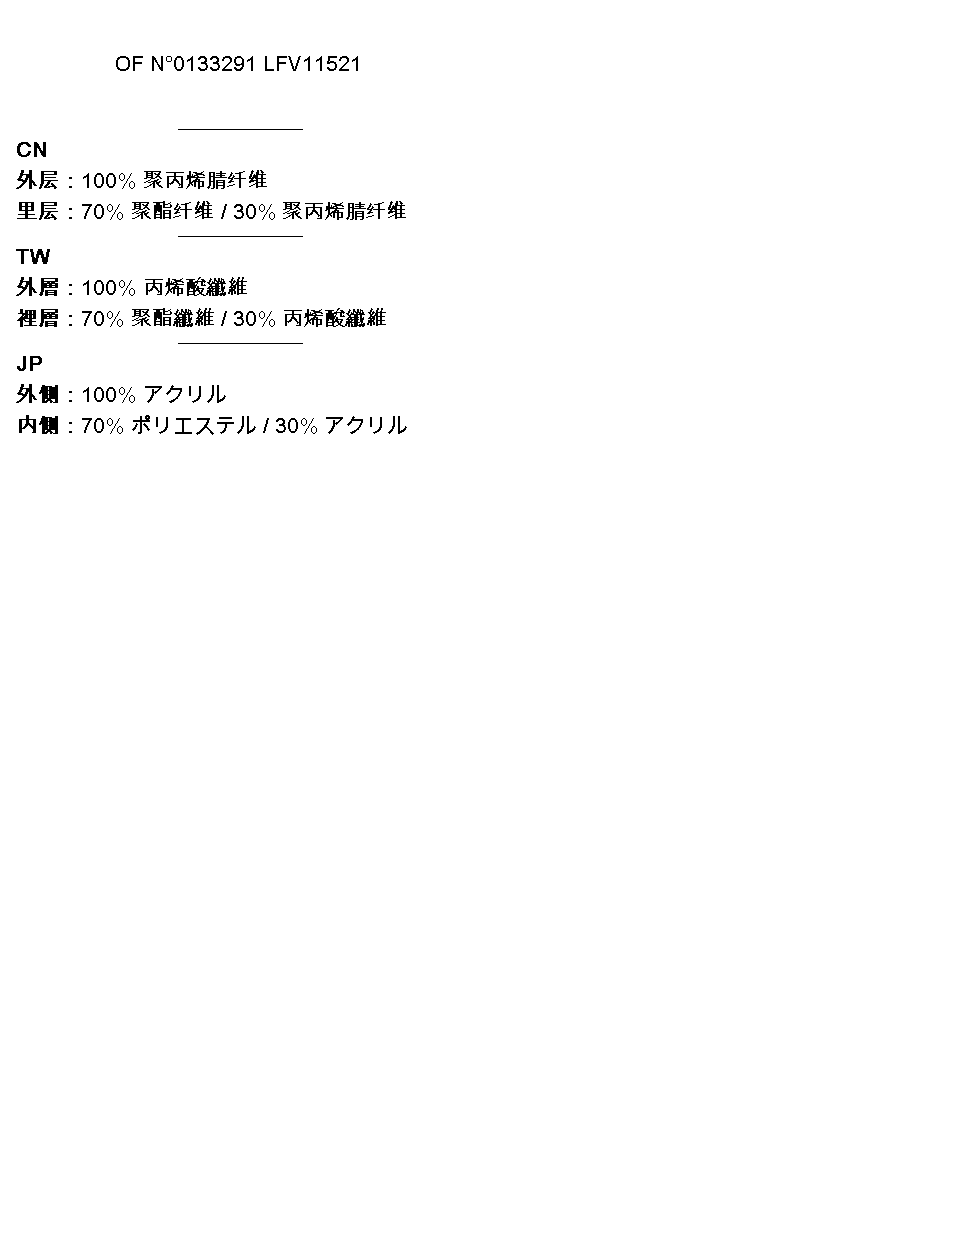 OF N°0133291 LFV11521
CN
外层 : 100% 聚丙烯腈纤维
里层 : 70% 聚酯纤维 / 30% 聚丙烯腈纤维
TW
外層 : 100% 丙烯酸纖維
裡層 : 70% 聚酯纖維 / 30% 丙烯酸纖維
JP
外側 : 100% アクリル
内側 : 70% ポリエステル / 30% アクリル